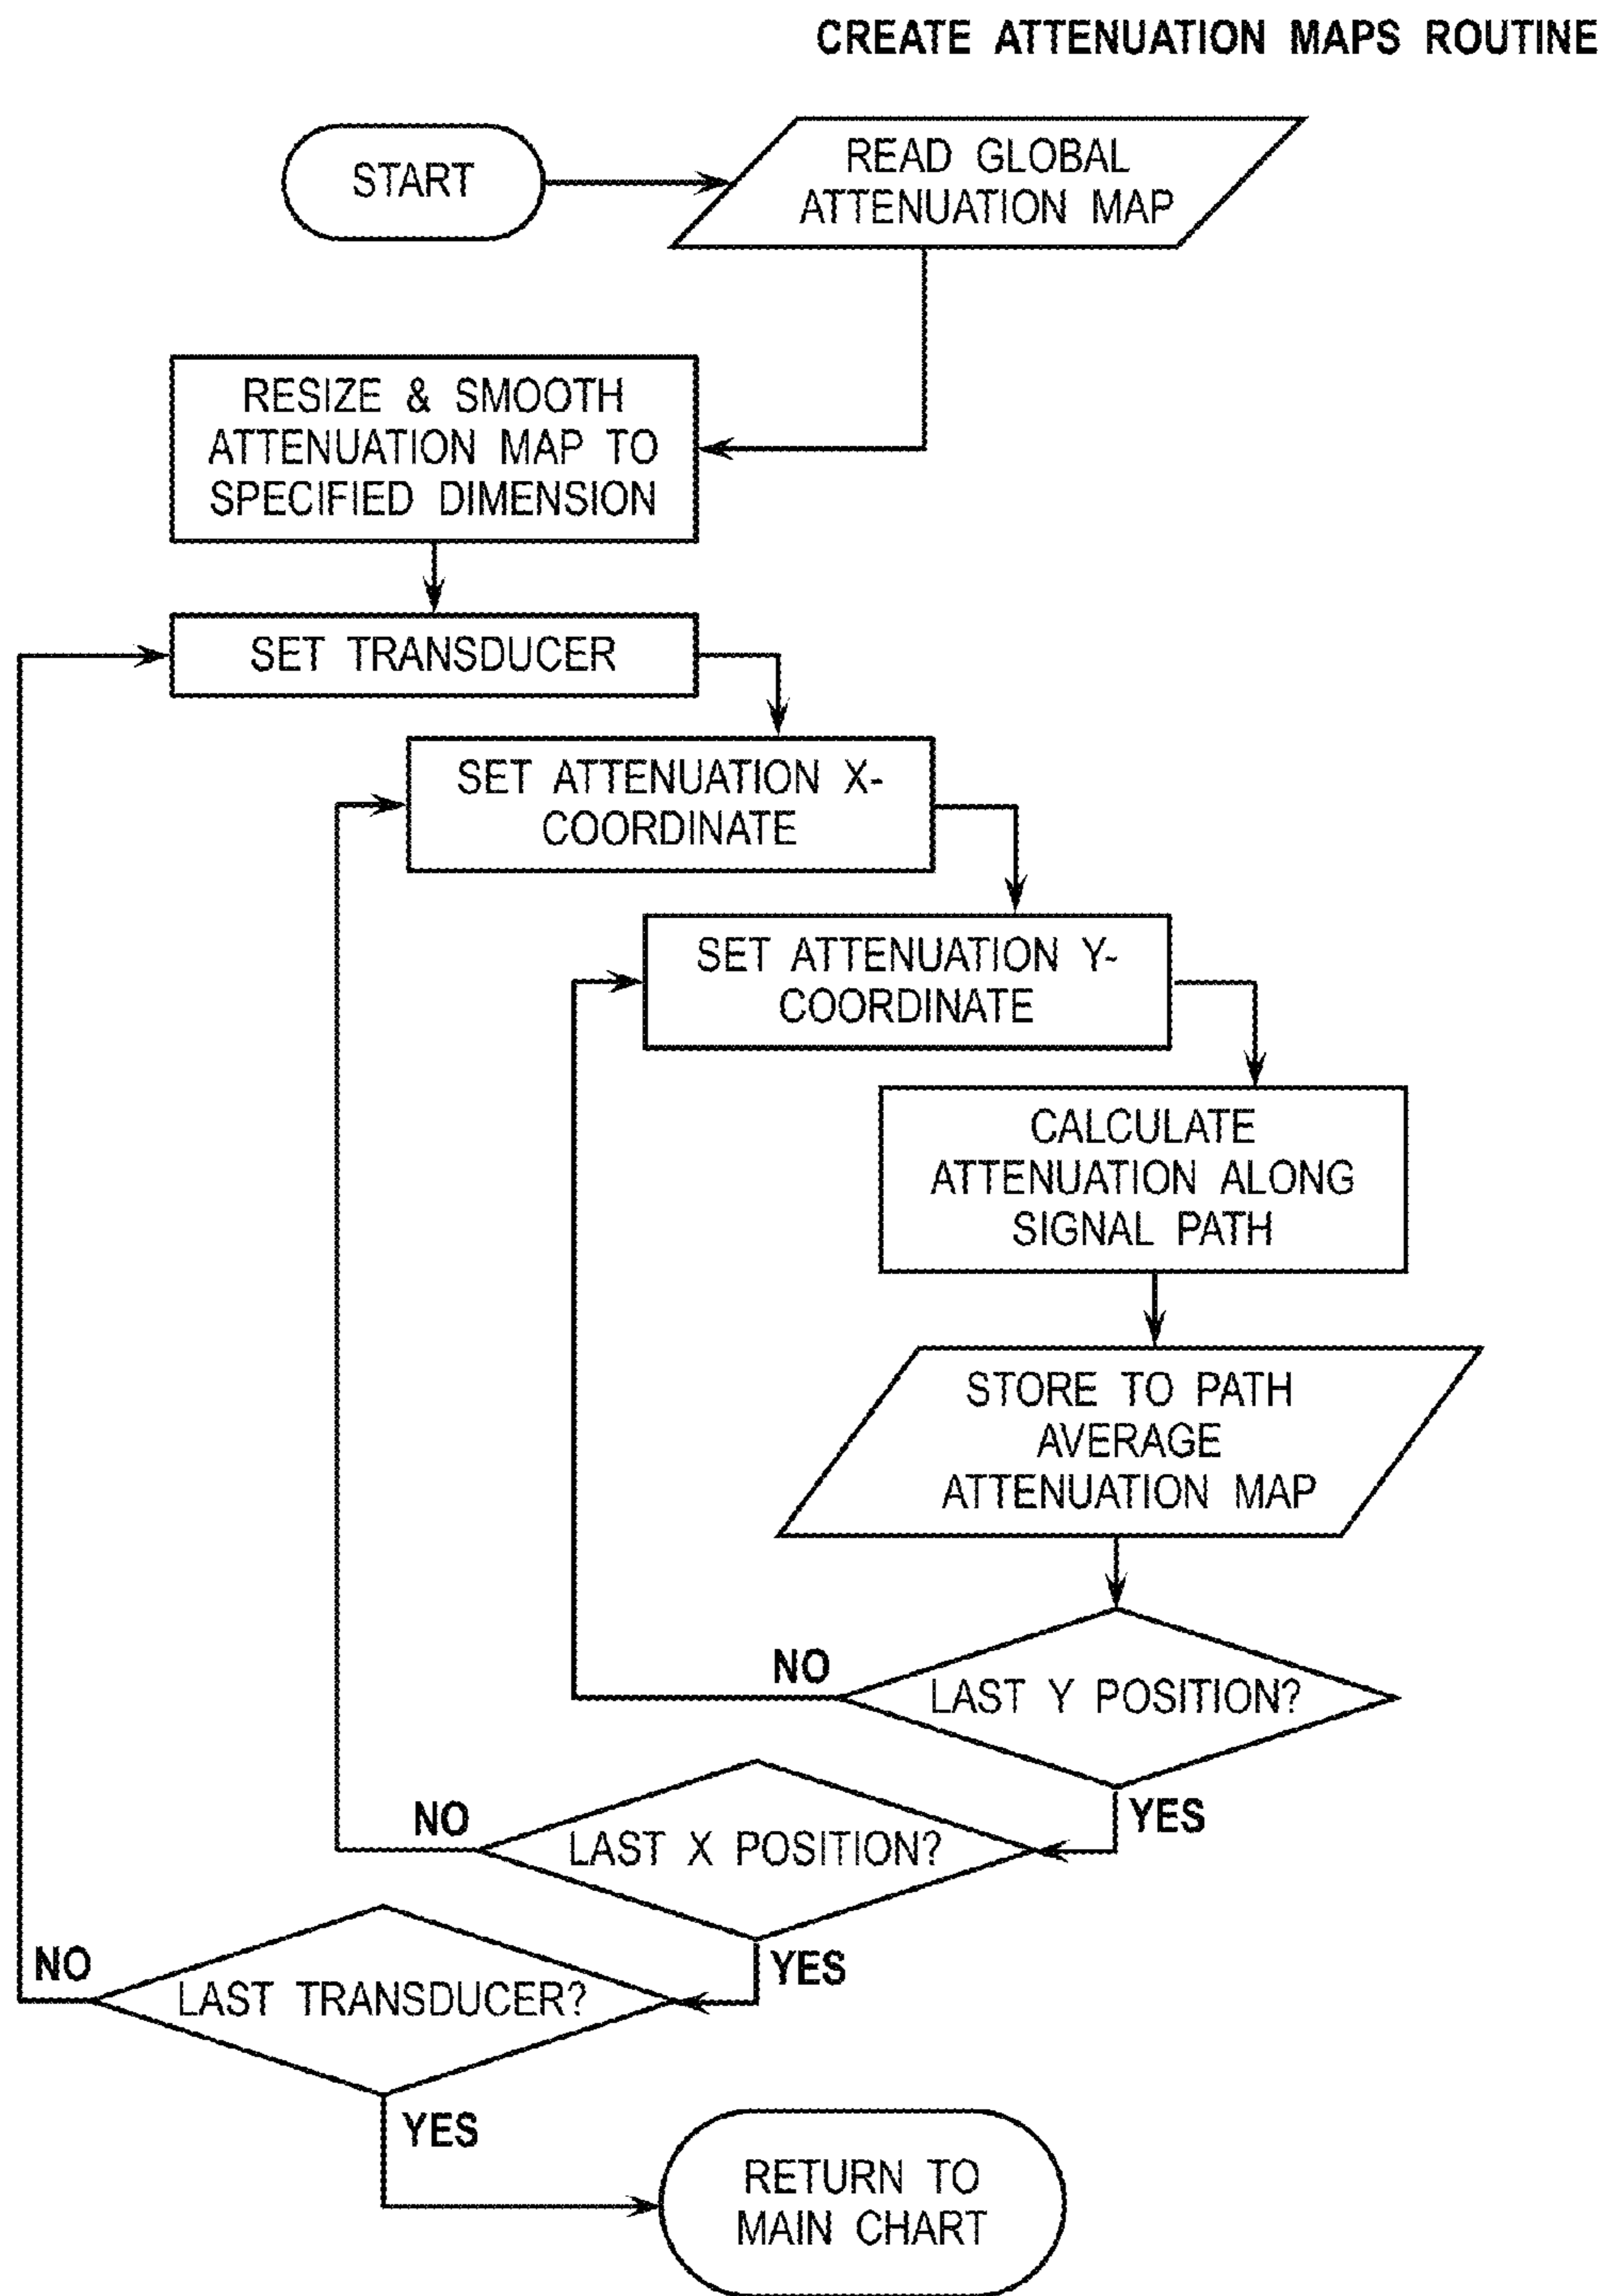 CREATE ATTENUATION MAPS ROUTINE
START
READ GLOBAL
ATTENUATION MAP
RESIZE & SMOOTH
ATTENUATION MAP TO
SPECIFIED DIMENSION
SET TRANSDUCER
SET ATTENUATION X-
COORDINATE
SET ATTENUATION Y-
COORDINATE
CALCULATE
ATTENUATION ALONG
SIGNAL PATH
STORE TO PATH
AVERAGE
ATTENUATION MAP
NO
LAST Y POSITION?
YES
NO
LAST X POSITION?
YES
NO
LAST TRANSDUCER?
YES
RETURN TO
MAIN CHART